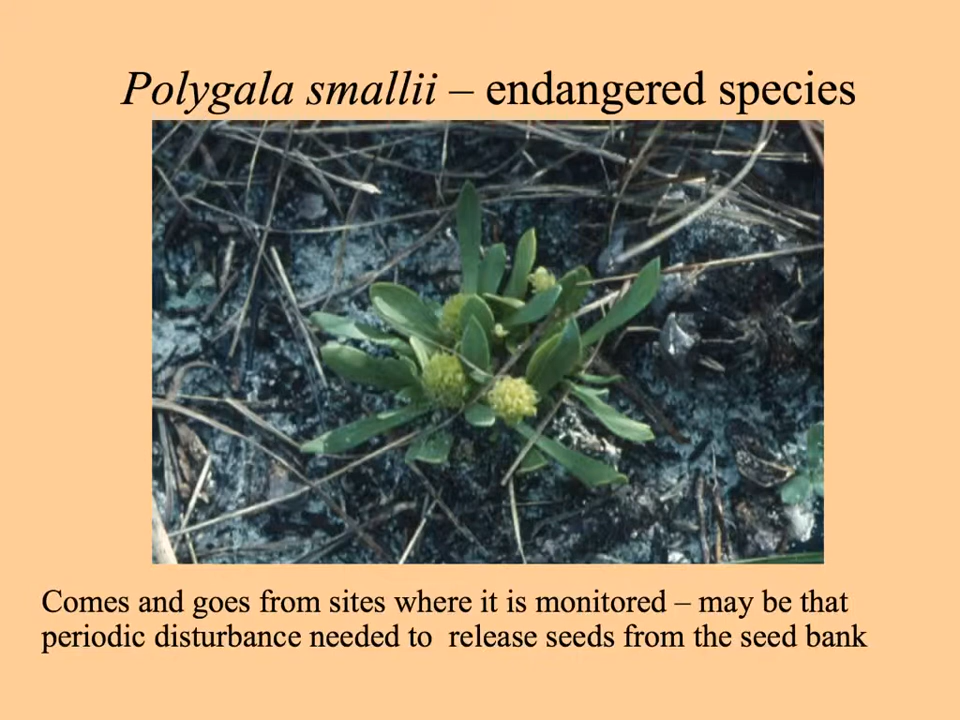 Polygala smallii – endangered species
Comes and goes from sites where it is monitored – may be that
periodic disturbance needed to  release seeds from the seed bank